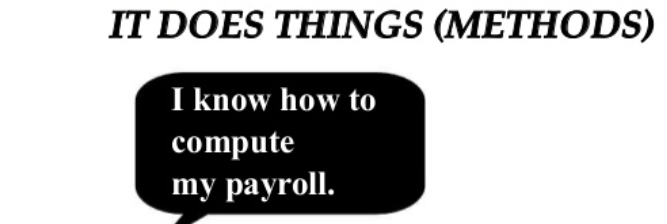 IT DOES THINGS (METHODS)
I know how to
compute
my payroll.